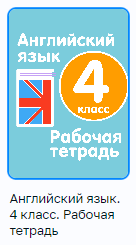 Английский
язык
4
класс
Рабочая
тетрадь
Английский язык.
4 класс. Рабочая
тетрадь